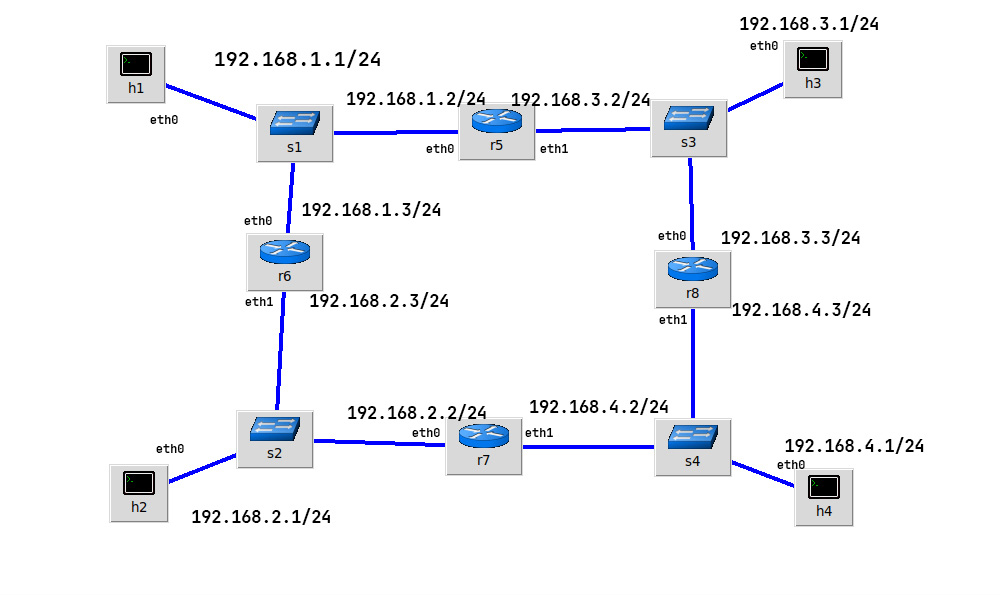 192.168.3.1/24
eth0
h3
192.168.1.1/24
h1
eth0
192.168.1.2/24
192.168.3.2/24
s1
eth0
r5
eth1
s3
192.168.1.3/24
eth0
r6
eth1
192.168.2.3/24
eth0
192.168.3.3/24
r8
192.168.4.3/24
eth1
192.168.2.2/24
192.168.4.2/24
eth0
eth1
s2
r7
s4
eth0
h2
192.168.2.1/24
192.168.4.1/24
eth0
h4